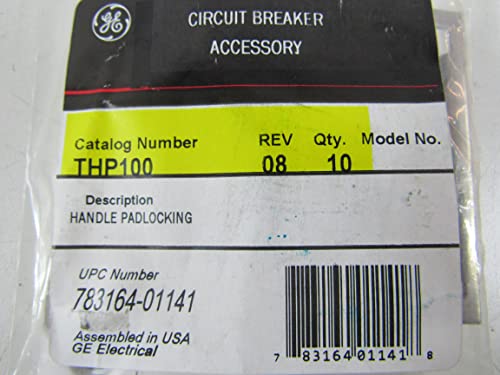 GE
CIRCUIT BREAKER
ACCESSORY
Catalog Number REV Qty. Model No.
THP100 08 10
Description
HANDLE PADLOCKING
UPC Number
783164-01141
Assembled in USA
GE Electrical
7 83164 01141 8